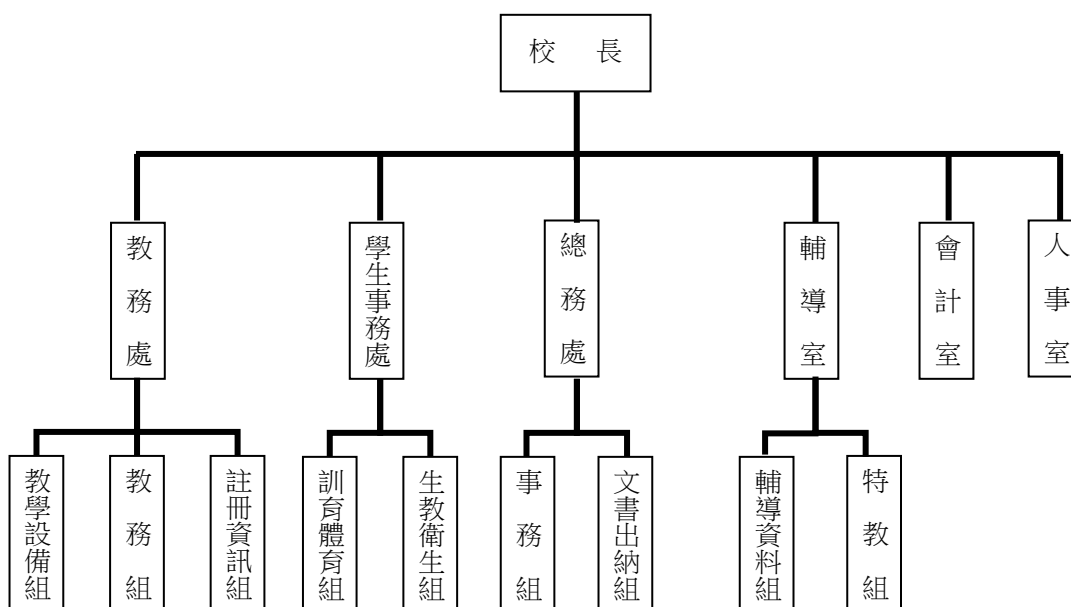 校 長
教務處
學生事務處
總務處
輔導室
會計室
人事室
教學設備組
教務組
註冊資訊組
訓育體育組
生教衛生組
事務組
文書出納組
輔導資料組
特教組